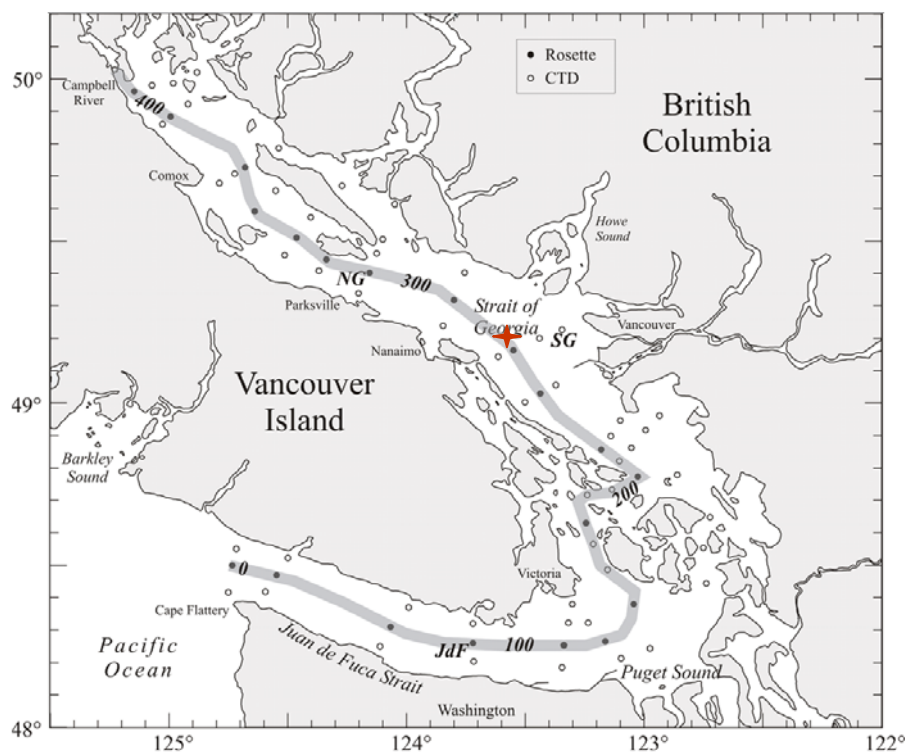 Rosette
CTD
50°
Campbell
River
400
British
Columbia
Comox
Howe
Sound
NG
300
Parksville
Strait of
Georgia
SG
Vancouver
Nanaimo
49°
Vancouver
Island
Barkley
Sound
200
Victoria
0
Cape Flattery
Pacific
Ocean
Juan de Fuca Strait
JdF
100
Puget Sound
Washington
48°
125°
124°
123°
122°